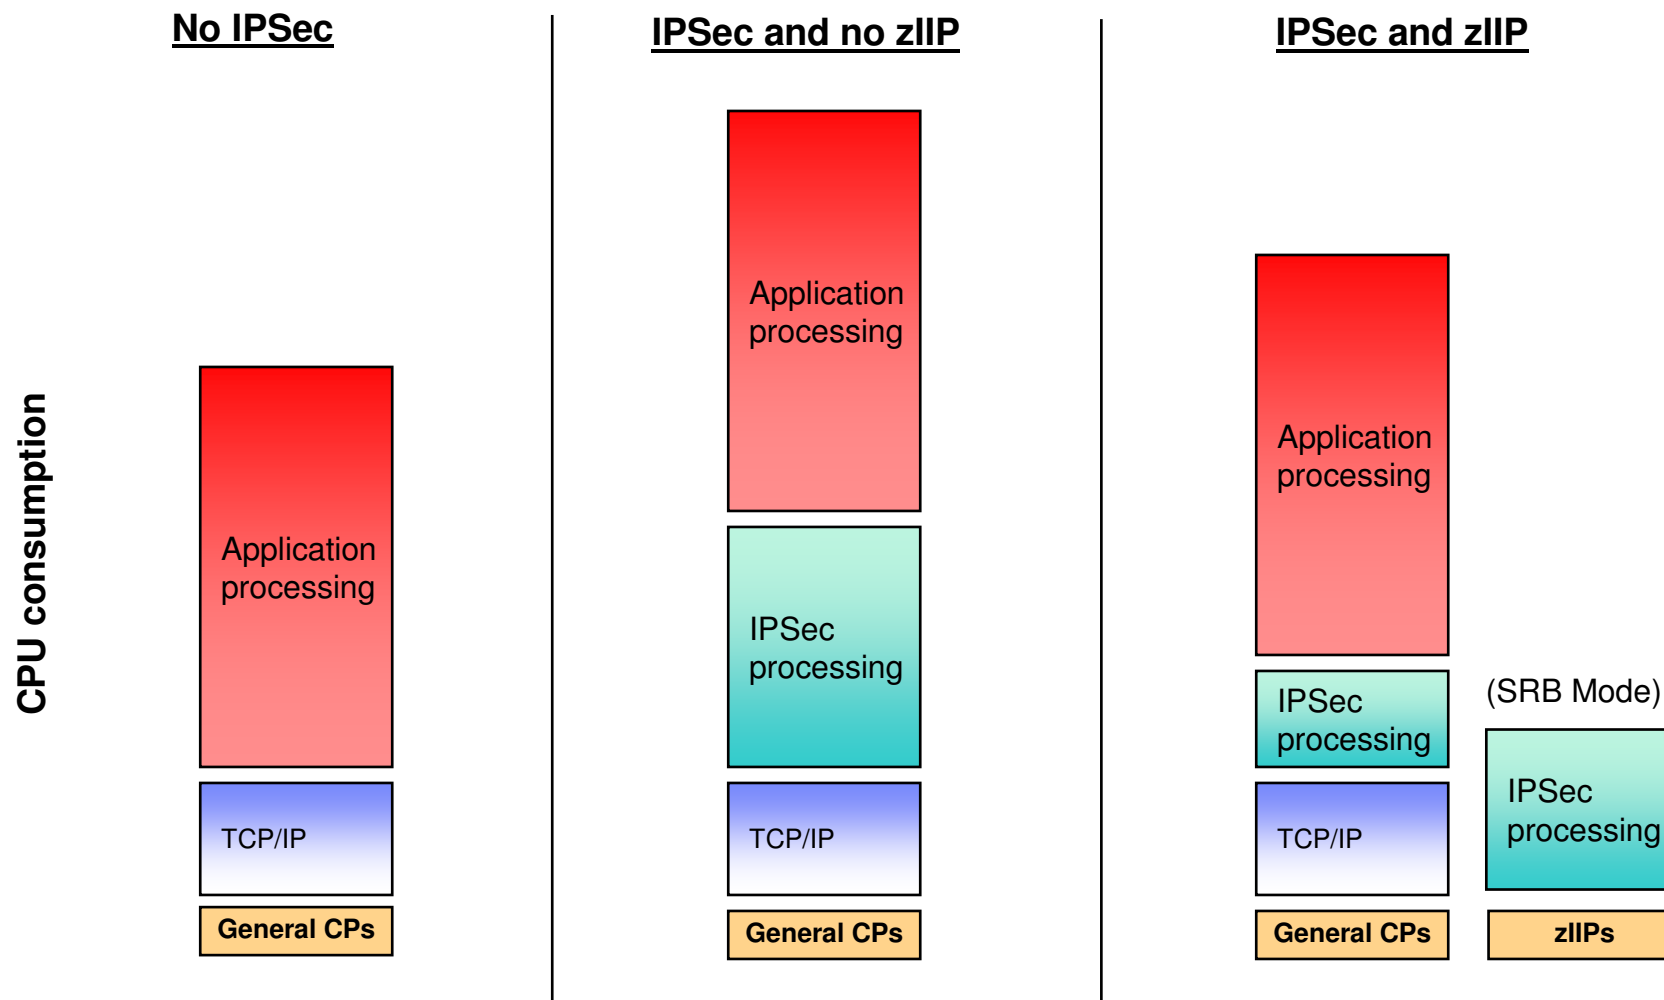 No IPSec
IPSec and no zIIP
IPSec and zIIP
CPU consumption
Application
processing
TCP/IP
General CPs
Application
processing
IPSec
processing
TCP/IP
General CPs
Application
processing
IPSec
processing
TCP/IP
General CPs
(SRB Mode)
IPSec
processing
zIIPs